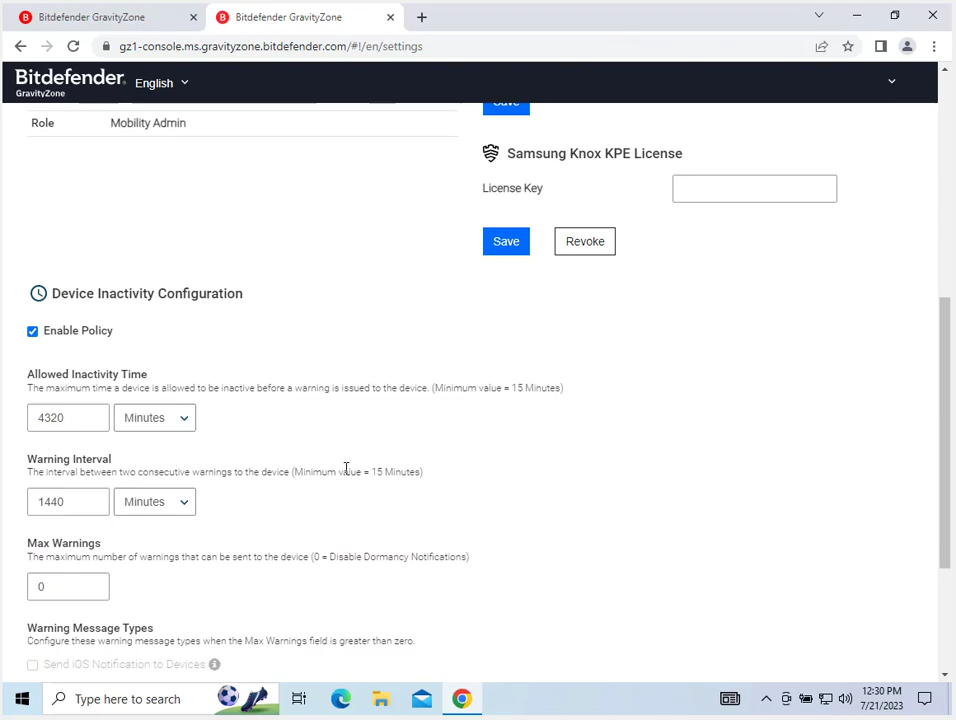 Bitdefender GravityZone
Bitdefender GravityZone
gz1-console.ms.gravityzone.bitdefender.com/#!/en/settings
Bitdefender
GravityZone
English
Save
Role Mobility Admin
Samsung Knox KPE License
License Key
Save Revoke
Device Inactivity Configuration
Enable Policy
Allowed Inactivity Time
The maximum time a device is allowed to be inactive before a warning is issued to the device. (Minimum value = 15 Minutes)
4320 Minutes
Warning Interval
The interval between two consecutive warnings to the device (Minimum value = 15 Minutes)
1440 Minutes
Max Warnings
The maximum number of warnings that can be sent to the device (0 = Disable Dormancy Notifications)
0
Warning Message Types
Configure these warning message types when the Max Warnings field is greater than zero.
Send iOS Notification to Devices
Type here to search
12:30 PM
7/21/2023